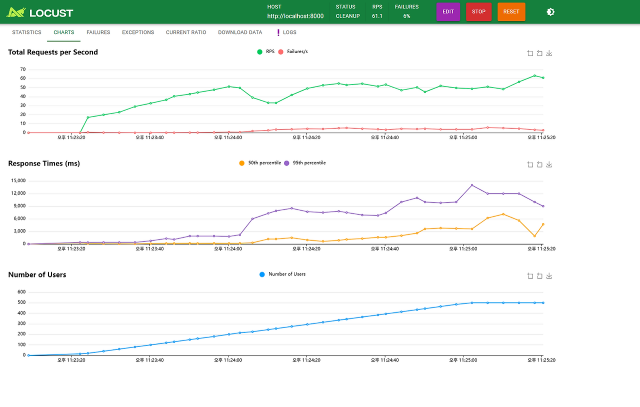 LOCUST
HOST
http://localhost:8000
STATUS
CLEANUP
RPS
61.1
FAILURES
6%
EDIT
STOP
RESET
STATISTICS
CHARTS
FAILURES
EXCEPTIONS
CURRENT RATIO
DOWNLOAD DATA
LOGS
Total Requests per Second
RPS
Failures/s
70
60
50
40
30
20
10
0
오후 11:23:20
오후 11:23:40
오후 11:24:00
오후 11:24:20
오후 11:24:40
오후 11:25:00
오후 11:25:20
Response Times (ms)
50th percentile
95th percentile
15,000
12,000
9,000
6,000
3,000
0
오후 11:23:20
오후 11:23:40
오후 11:24:00
오후 11:24:20
오후 11:24:40
오후 11:25:00
오후 11:25:20
Number of Users
Number of Users
600
500
400
300
200
100
0
오후 11:23:20
오후 11:23:40
오후 11:24:00
오후 11:24:20
오후 11:24:40
오후 11:25:00
오후 11:25:20